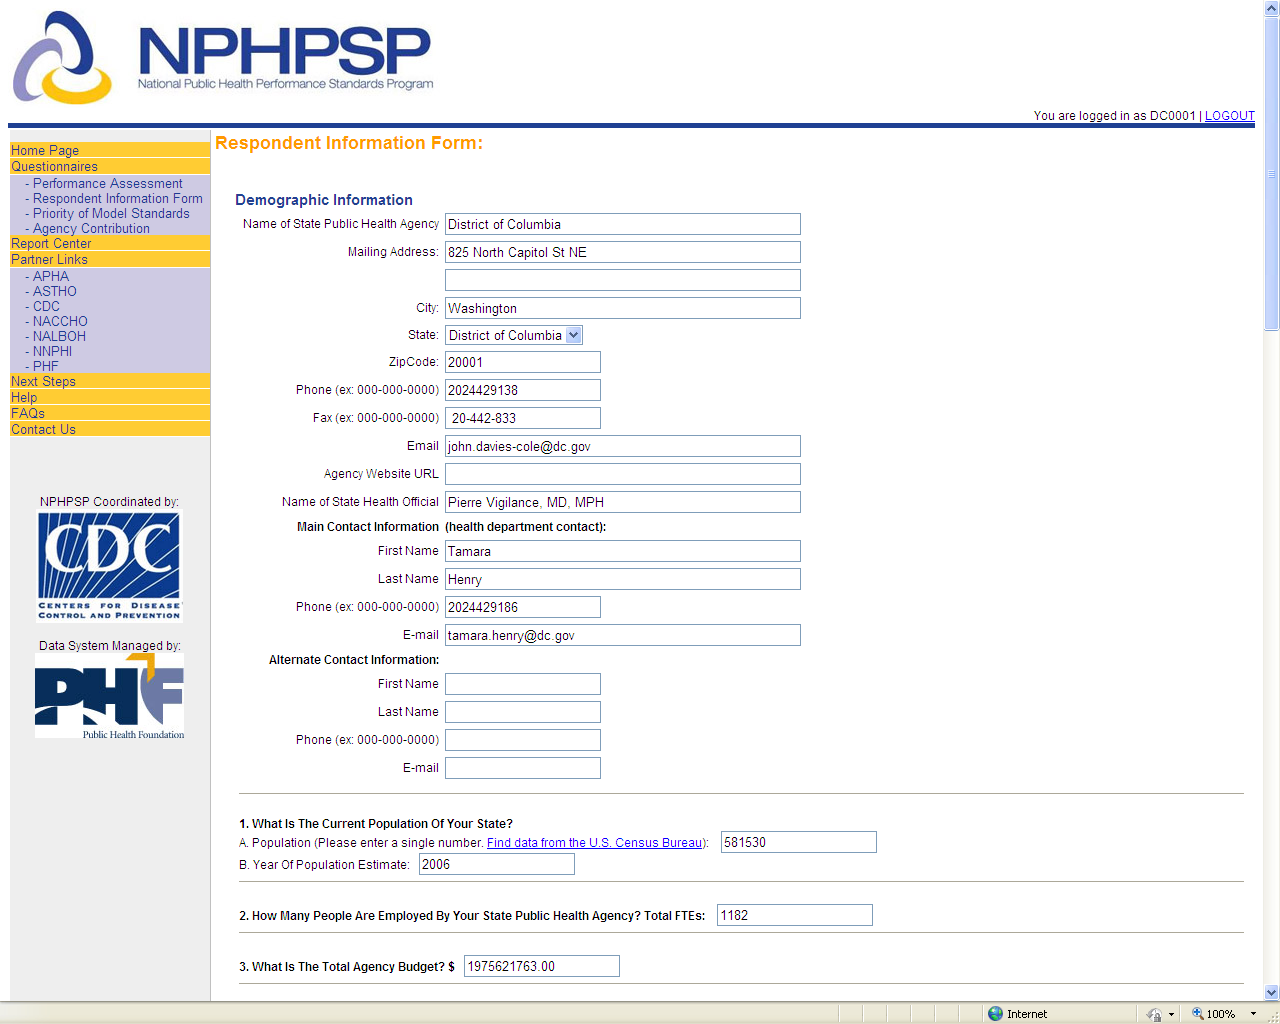 NPHPSP
National Public Health Performance Standards Program
You are logged in as DC0001 | LOGOUT
Home Page
Questionnaires
- Performance Assessment
- Respondent Information Form
- Priority of Model Standards
- Agency Contribution
Report Center
Partner Links
- APHA
- ASTHO
- CDC
- NACCHO
- NALBOH
- NNPHI
- PHF
Next Steps
Help
FAQs
Contact Us
NPHPSP Coordinated by:
CDC
CENTERS FOR DISEASE
CONTROL AND PREVENTION
Data System Managed by:
PHF
Public Health Foundation
Respondent Information Form:
Demographic Information
Name of State Public Health Agency District of Columbia
Mailing Address: 825 North Capitol St NE
City: Washington
State: District of Columbia
ZipCode: 20001
Phone (ex: 000-000-0000) 2024429138
Fax (ex: 000-000-0000) 20-442-833
Email john.davies-cole@dc.gov
Agency Website URL
Name of State Health Official Pierre Vigilance, MD, MPH
Main Contact Information (health department contact):
First Name Tamara
Last Name Henry
Phone (ex: 000-000-0000) 2024429186
E-mail tamara.henry@dc.gov
Alternate Contact Information:
First Name
Last Name
Phone (ex: 000-000-0000)
E-mail
1. What Is The Current Population Of Your State?
A. Population (Please enter a single number. Find data from the U.S. Census Bureau): 581530
B. Year Of Population Estimate: 2006
2. How Many People Are Employed By Your State Public Health Agency? Total FTEs: 1182
3. What Is The Total Agency Budget? $ 1975621763.00
Internet 100%